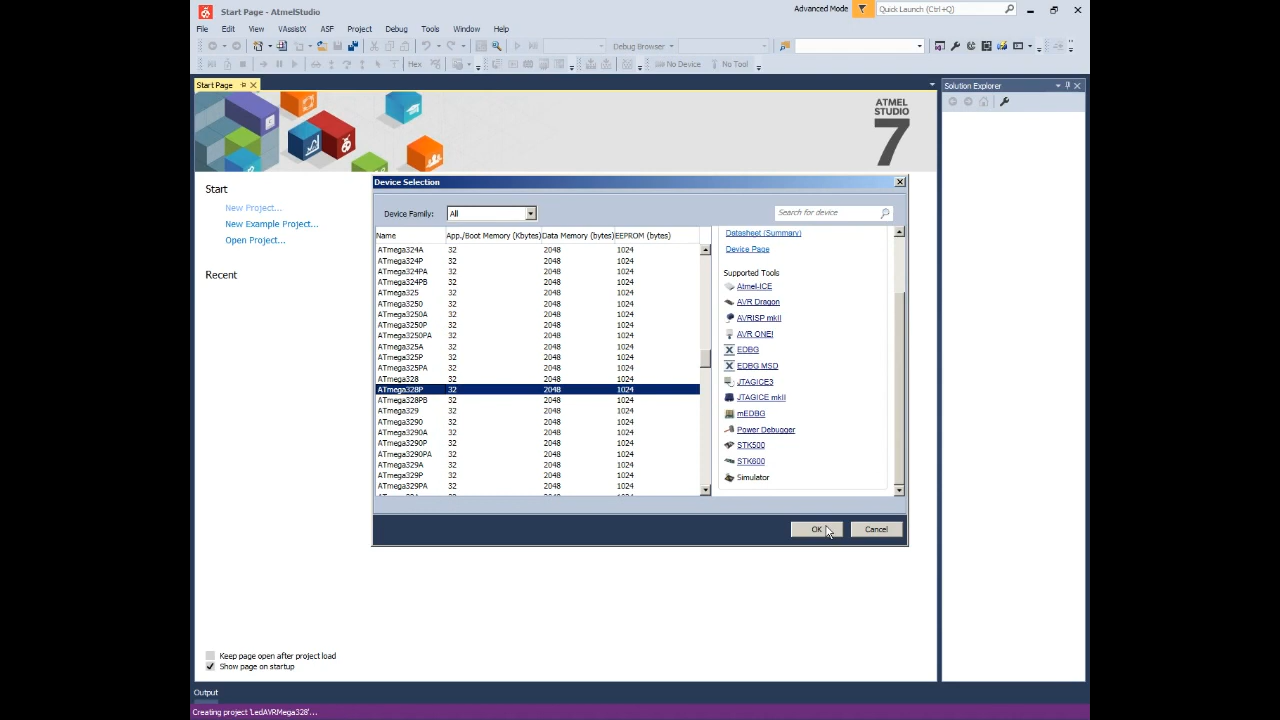 Start Page - AtmelStudio
Advanced Mode
Quick Launch (Ctrl+Q)
File Edit View VAssistX ASF Project Debug Tools Window Help
Debug Browser
Hex
No Device
No Tool
Start Page
Solution Explorer
ATMEL
STUDIO
7
Start
New Project...
New Example Project...
Open Project...
Recent
Device Selection
Device Family: All
Search for device
Name App./Boot Memory (Kbytes) Data Memory (bytes) EEPROM (bytes)
ATmega324A 32 2048 1024
ATmega324P 32 2048 1024
ATmega324PA 32 2048 1024
ATmega324PB 32 2048 1024
ATmega325 32 2048 1024
ATmega3250 32 2048 1024
ATmega3250A 32 2048 1024
ATmega3250P 32 2048 1024
ATmega3250PA 32 2048 1024
ATmega325A 32 2048 1024
ATmega325P 32 2048 1024
ATmega325PA 32 2048 1024
ATmega328 32 2048 1024
ATmega328P 32 2048 1024
ATmega328PB 32 2048 1024
ATmega329 32 2048 1024
ATmega3290 32 2048 1024
ATmega3290A 32 2048 1024
ATmega3290P 32 2048 1024
ATmega3290PA 32 2048 1024
ATmega329A 32 2048 1024
ATmega329P 32 2048 1024
ATmega329PA 32 2048 1024
Datasheet (Summary)
Device Page
Supported Tools
Atmel-ICE
AVR Dragon
AVRISP mkII
AVR ONE!
EDBG
EDBG MSD
JTAGICE3
JTAGICE mkII
mEDBG
Power Debugger
STK500
STK600
Simulator
OK
Cancel
Keep page open after project load
Show page on startup
Output
Creating project 'LedAVRMega328'...